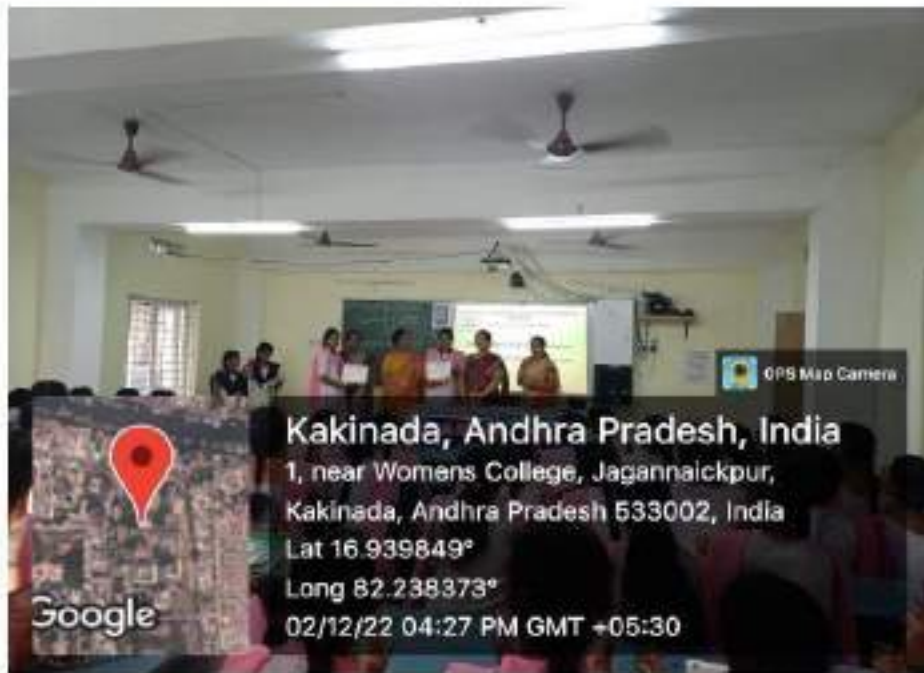 GPS Map Camera
Kakinada, Andhra Pradesh, India
1, near Womens College, Jagannaickpur,
Kakinada, Andhra Pradesh 533002, India
Lat 16.939849°
Long 82.238373°
02/12/22 04:27 PM GMT +05:30
Google